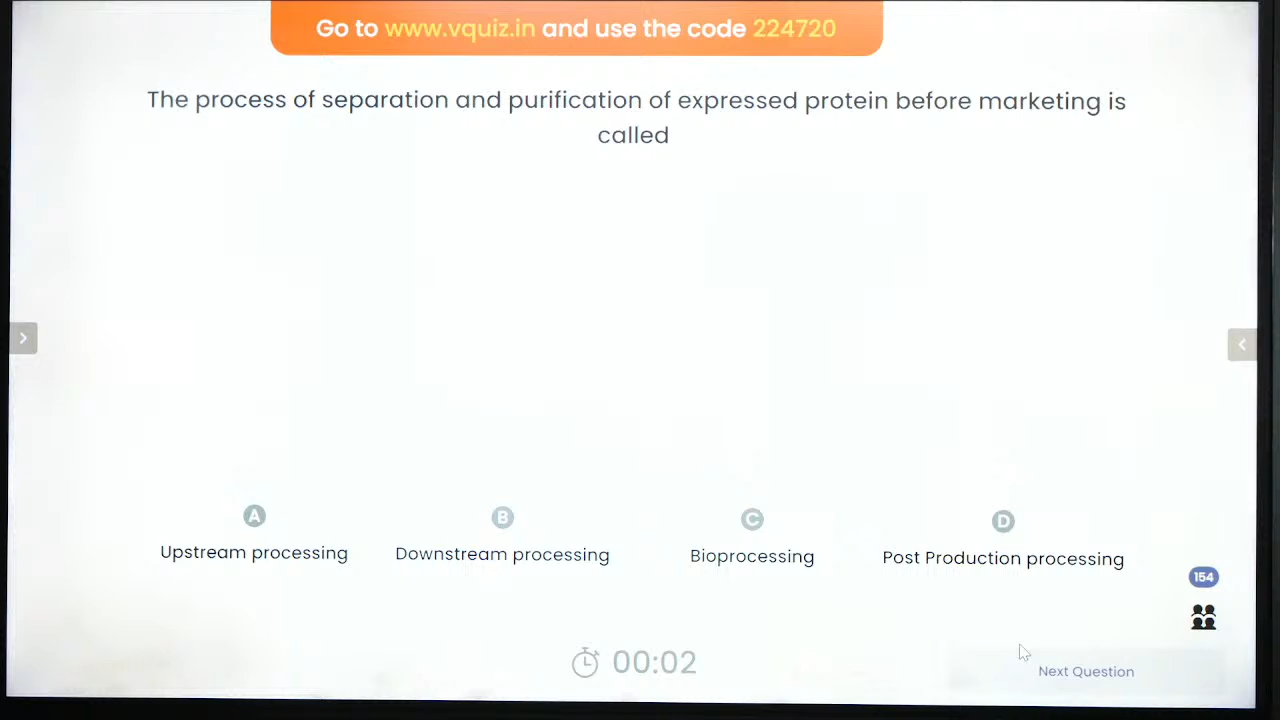 Go to www.vquiz.in and use the code 224720
The process of separation and purification of expressed protein before marketing is
called
A
B
C
D
Upstream processing
Downstream processing
Bioprocessing
Post Production processing
154
00:02
Next Question